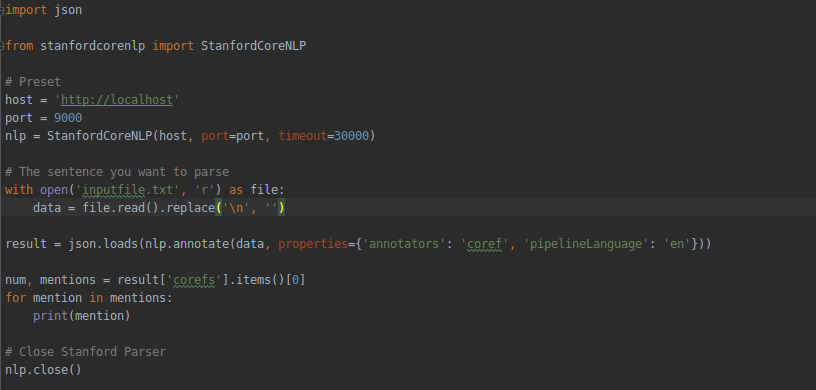 import json
from stanfordcorenlp import StanfordCoreNLP
# Preset
host = 'http://localhost'
port = 9000
nlp = StanfordCoreNLP(host, port=port, timeout=30000)
# The sentence you want to parse
with open('inputfile.txt', 'r') as file:
    data = file.read().replace('\n', '')
result = json.loads(nlp.annotate(data, properties={'annotators': 'coref', 'pipelineLanguage': 'en'}))
num, mentions = result['corefs'].items()[0]
for mention in mentions:
    print(mention)
# Close Stanford Parser
nlp.close()